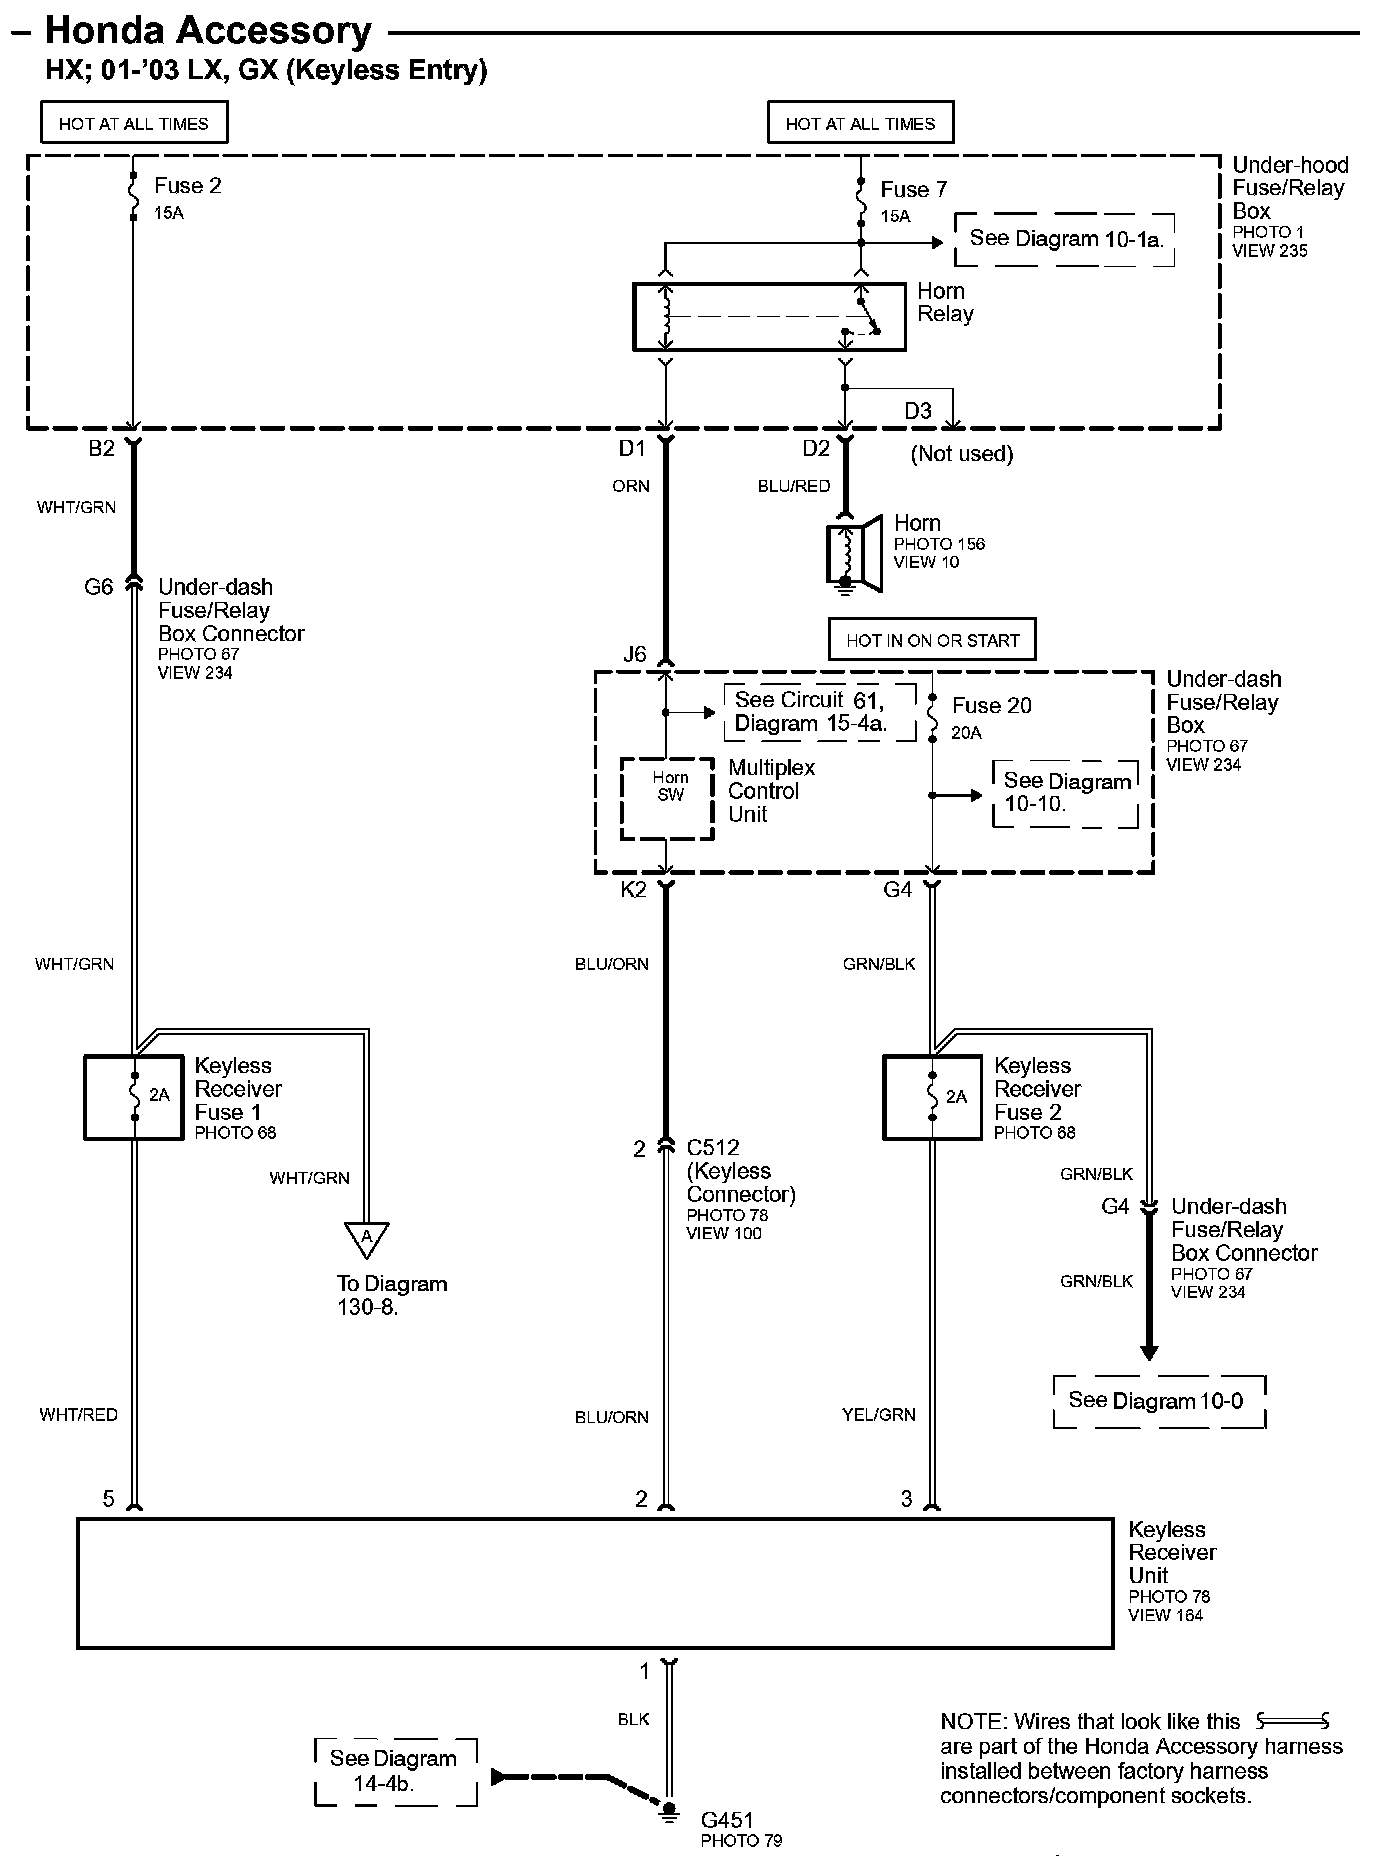 Honda Accessory
HX; 01-'03 LX, GX (Keyless Entry)
HOT AT ALL TIMES
HOT AT ALL TIMES
Fuse 2
15A
Fuse 7
15A
See Diagram 10-1a.
Under-hood
Fuse/Relay
Box
PHOTO 1
VIEW 235
Horn
Relay
D3
B2
D1
D2
(Not used)
WHT/GRN
ORN
BLU/RED
Horn
PHOTO 156
VIEW 10
G6
Under-dash
Fuse/Relay
Box Connector
PHOTO 67
VIEW 234
HOT IN ON OR START
J6
See Circuit 61,
Diagram 15-4a.
Fuse 20
20A
Under-dash
Fuse/Relay
Box
PHOTO 67
VIEW 234
Horn
SW
Multiplex
Control
Unit
See Diagram
10-10.
K2
G4
WHT/GRN
BLU/ORN
GRN/BLK
2A
Keyless
Receiver
Fuse 1
PHOTO 68
2A
Keyless
Receiver
Fuse 2
PHOTO 68
WHT/GRN
2
C512
(Keyless
Connector)
PHOTO 78
VIEW 100
GRN/BLK
G4
Under-dash
Fuse/Relay
Box Connector
PHOTO 67
VIEW 234
A
To Diagram
130-8.
GRN/BLK
See Diagram 10-0
WHT/RED
BLU/ORN
YEL/GRN
5
2
3
Keyless
Receiver
Unit
PHOTO 78
VIEW 164
1
BLK
See Diagram
14-4b.
G451
PHOTO 79
NOTE: Wires that look like this
are part of the Honda Accessory harness
installed between factory harness
connectors/component sockets.